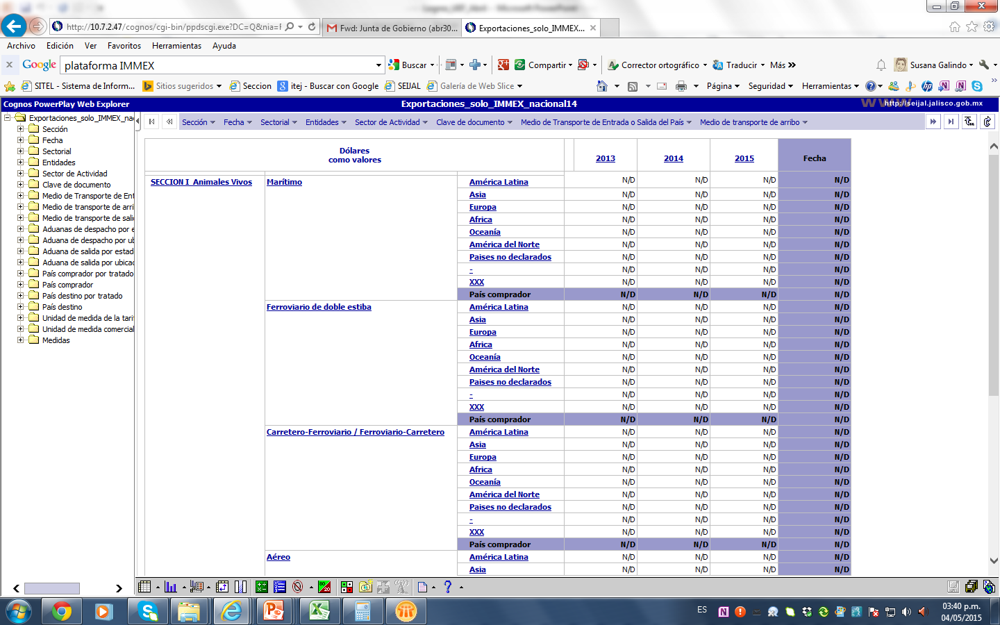 Cognos_UEF_Abril - Microsoft PowerPoint
http://10.7.2.47/cognos/cgi-bin/ppdscgi.exe?DC=Q&nia=F
Fwd: Junta de Gobierno (abr30...
Exportaciones_solo_IMMEX...
Archivo Edición Ver Favoritos Herramientas Ayuda
x Google plataforma IMMEX Buscar Compartir Corrector ortográfico Traducir Más » Susana Galindo
SITEL - Sistema de Inform... Sitios sugeridos Seccion itej - Buscar con Google SEIJAL Galería de Web Slice Página Seguridad Herramientas
Cognos PowerPlay Web Explorer Exportaciones_solo_IMMEX_nacional14 www http://seijal.jalisco.gob.mx
Exportaciones_solo_IMMEX_na
Sección
Fecha
Sectorial
Entidades
Sector de Actividad
Clave de documento
Medio de Transporte de Ent
Medio de transporte de arri
Medio de transporte de sali
Aduanas de despacho por e
Aduana de despacho por ub
Aduana de salida por estad
Aduana de salida por ubicac
País comprador por tratado
País comprador
País destino por tratado
País destino
Unidad de medida de la tari
Unidad de medida comercial
Medidas
Sección Fecha Sectorial Entidades Sector de Actividad Clave de documento Medio de Transporte de Entrada o Salida del País Medio de transporte de arribo
Dólares
como valores 2013 2014 2015 Fecha
SECCION I Animales Vivos Marítimo América Latina N/D N/D N/D N/D
Asia N/D N/D N/D N/D
Europa N/D N/D N/D N/D
Africa N/D N/D N/D N/D
Oceanía N/D N/D N/D N/D
América del Norte N/D N/D N/D N/D
Paises no declarados N/D N/D N/D N/D
- N/D N/D N/D N/D
XXX N/D N/D N/D N/D
País comprador N/D N/D N/D N/D
Ferroviario de doble estiba América Latina N/D N/D N/D N/D
Asia N/D N/D N/D N/D
Europa N/D N/D N/D N/D
Africa N/D N/D N/D N/D
Oceanía N/D N/D N/D N/D
América del Norte N/D N/D N/D N/D
Paises no declarados N/D N/D N/D N/D
- N/D N/D N/D N/D
XXX N/D N/D N/D N/D
País comprador N/D N/D N/D N/D
Carretero-Ferroviario / Ferroviario-Carretero América Latina N/D N/D N/D N/D
Asia N/D N/D N/D N/D
Europa N/D N/D N/D N/D
Africa N/D N/D N/D N/D
Oceanía N/D N/D N/D N/D
América del Norte N/D N/D N/D N/D
Paises no declarados N/D N/D N/D N/D
- N/D N/D N/D N/D
XXX N/D N/D N/D N/D
País comprador N/D N/D N/D N/D
Aéreo América Latina N/D N/D N/D N/D
Asia N/D N/D N/D N/D
ES 03:40 p.m.
04/05/2015